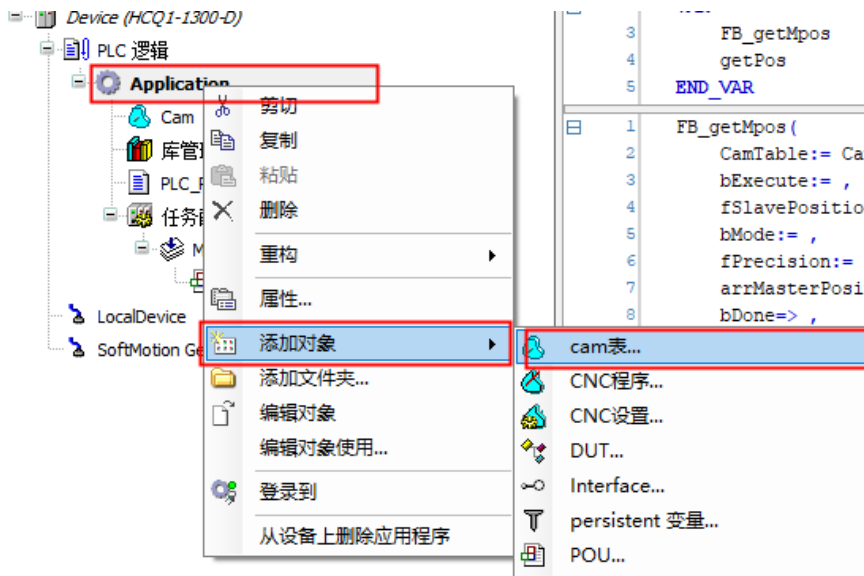 Device (HCQ1-1300-D)
PLC 逻辑
Application
Cam
PLC_
SoftMotion Ge
LocalDevice
剪切
复制
粘贴
删除
重构
属性...
添加对象
添加文件夹...
编辑对象
编辑对象使用...
登录到
从设备上删除应用程序
cam表...
CNC程序...
CNC设置...
DUT...
Interface...
persistent 变量...
POU...
3 FB_getMpos
4 getPos
5 END_VAR
1 FB_getMpos(
2 CamTable:= Ca
3 bExecute:= ,
4 fSlavePositio
5 bMode:= ,
6 fPrecision:=
7 arrMasterPosi
8 bDone=> ,